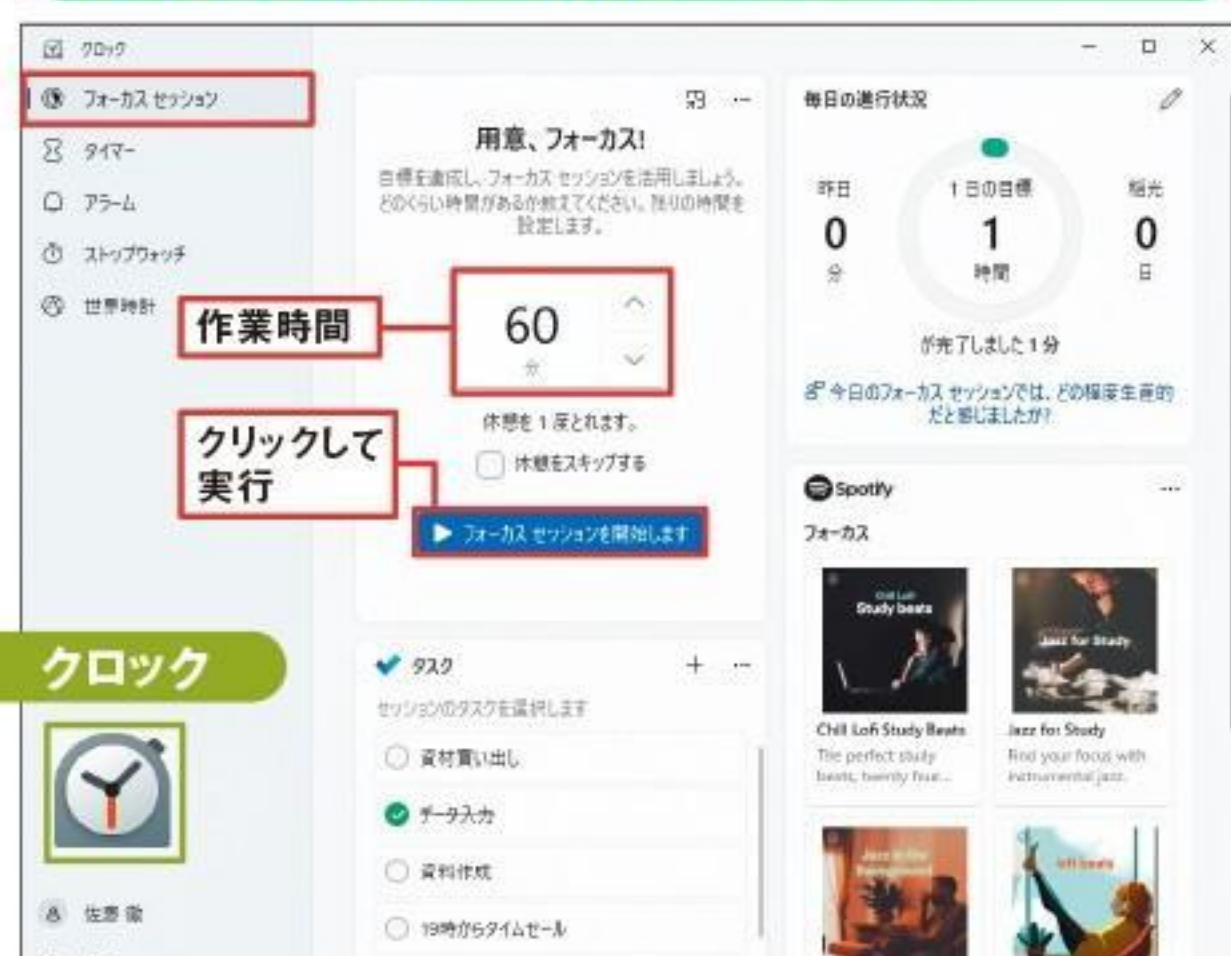 クロック
フォーカス セッション
タイマー
アラーム
ストップウォッチ
世界時計
用意、フォーカス!
目標を達成し、フォーカス セッションを活用しましょう。
どのくらい時間があるか教えてください。残りの時間を
設定します。
作業時間
60
分
休憩を 1 度とれます。
休憩をスキップする
クリックして
実行
フォーカス セッションを開始します
クロック
タスク
セッションのタスクを選択します
資材買い出し
データ入力
資料作成
19時からタイムセール
毎日の進行状況
昨日
0
分
1 日の目標
1
時間
0
日
が完了しました 1 分
今日のフォーカス セッションでは、どの程度生産的
だと感じましたか?
Spotify
フォーカス
Chill Lofi
Study beats
Jazz for Study
Chill Lofi Study Beats
The perfect study
beats, twenty four...
Jazz for Study
Find your focus with
instrumental jazz.
Jazz in the
Background
lofi beats